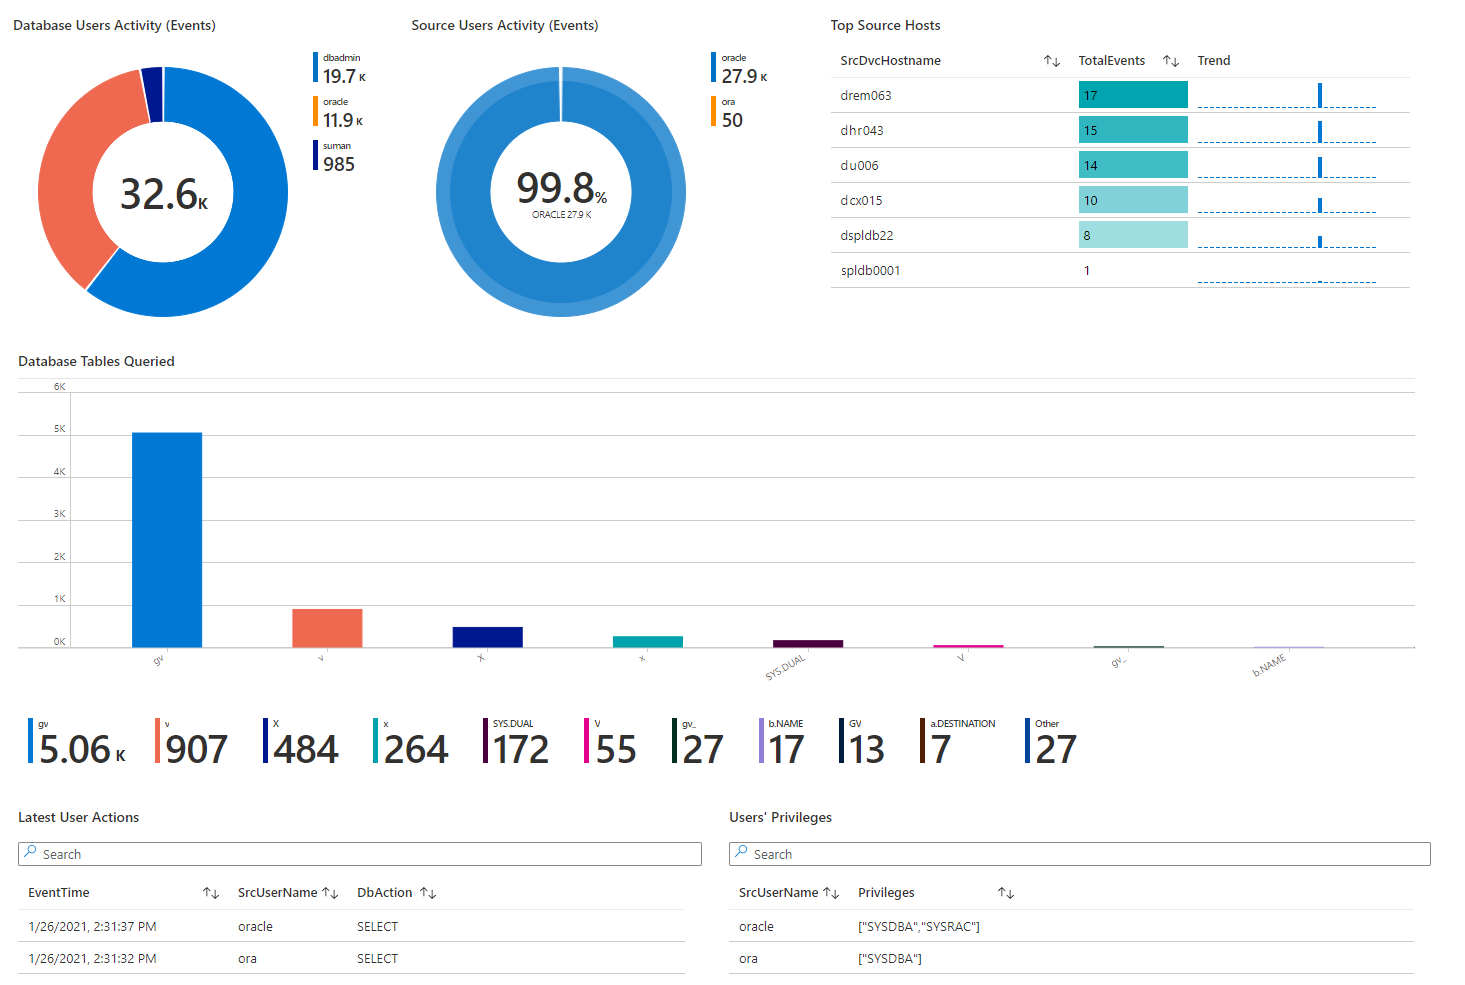 Database Users Activity (Events)
32.6K
dbadmin
19.7 K
oracle
11.9 K
suman
985
Source Users Activity (Events)
99.8%
ORACLE 27.9 K
oracle
27.9 K
ora
50
Top Source Hosts
SrcDvcHostname TotalEvents Trend
drem063 17
dhr043 15
du006 14
dcx015 10
dspldb22 8
spldb0001 1
Database Tables Queried
6K
5K
4K
3K
2K
1K
0K
gv v X x SYS.DUAL V gv_ b.NAME
gv
5.06 K
v
907
X
484
x
264
SYS.DUAL
172
V
55
gv_
27
b.NAME
17
GV
13
a.DESTINATION
7
Other
27
Latest User Actions
Search
EventTime SrcUserName DbAction
1/26/2021, 2:31:37 PM oracle SELECT
1/26/2021, 2:31:32 PM ora SELECT
Users' Privileges
Search
SrcUserName Privileges
oracle ["SYSDBA","SYSRAC"]
ora ["SYSDBA"]